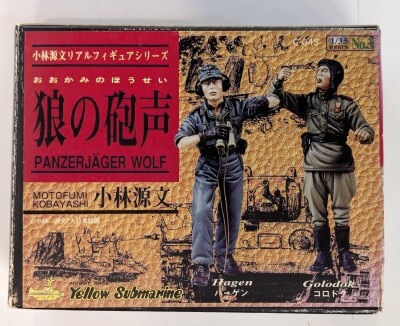 小林源文リアルフィギュアシリーズ
おおかみのほうせい
狼の砲声
PANZERJÄGER WOLF
MOTOFUMI
KOBAYASHI
小林源文
1/35
RESIN
No.3
Yellow Submarine
Hagen
ハーゲン
Golodok
コロドク